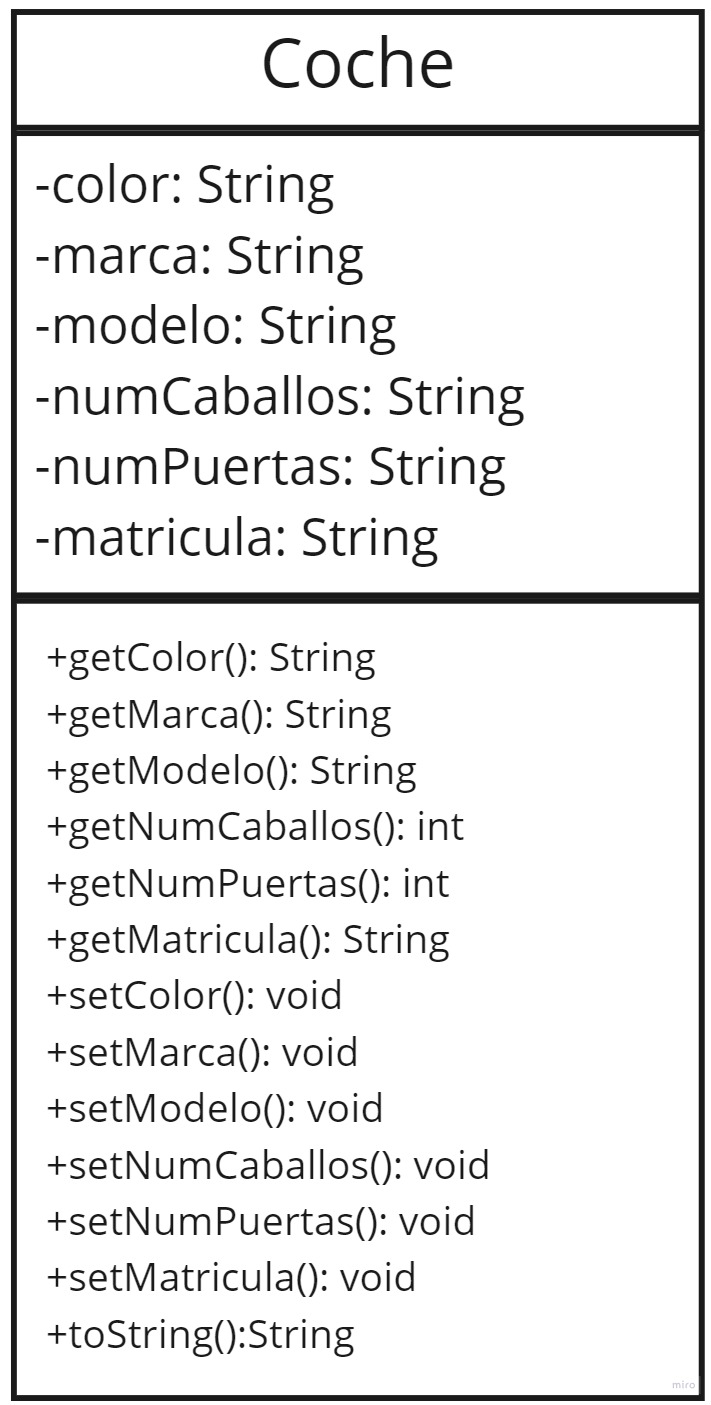 Coche
-color: String
-marca: String
-modelo: String
-numCaballos: String
-numPuertas: String
-matricula: String
+getColor(): String
+getMarca(): String
+getModelo(): String
+getNumCaballos(): int
+getNumPuertas(): int
+getMatricula(): String
+setColor(): void
+setMarca(): void
+setModelo(): void
+setNumCaballos(): void
+setNumPuertas(): void
+setMatricula(): void
+toString():String
miro